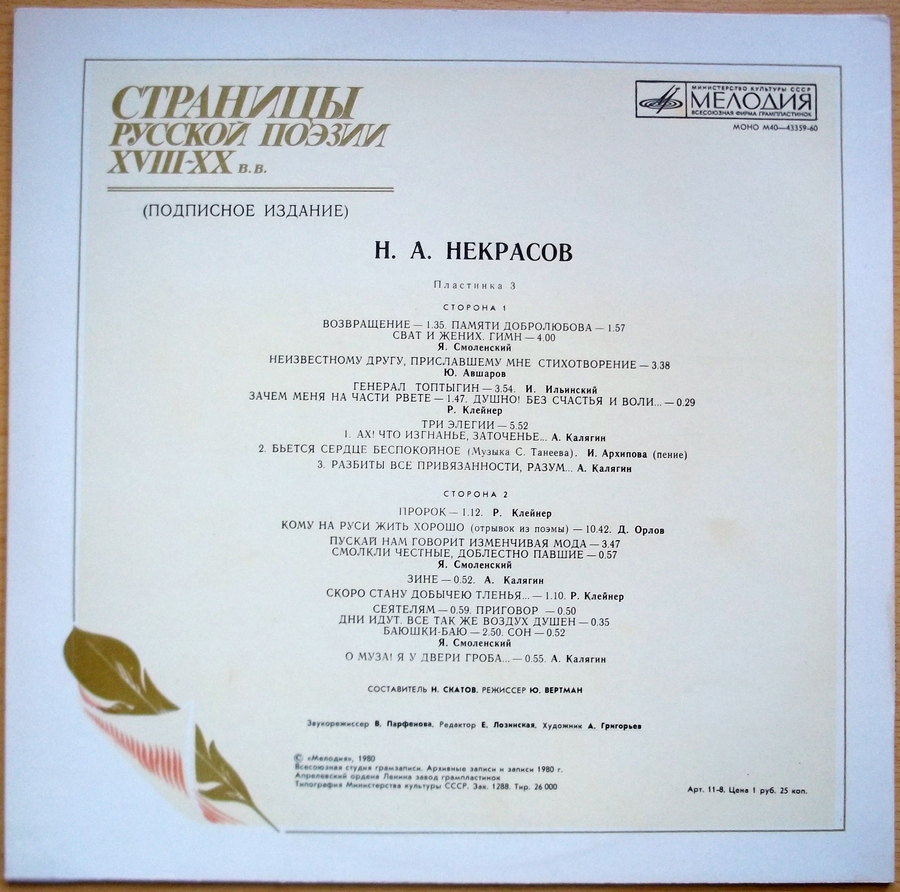 СТРАНИЦЫ
РУССКОЙ ПОЭЗИИ
XVIII-XX В.В.
(ПОДПИСНОЕ ИЗДАНИЕ)
МИНИСТЕРСТВО КУЛЬТУРЫ СССР
МЕЛОДИЯ
ВСЕСОЮЗНАЯ ФИРМА ГРАМПЛАСТИНОК
МОНО М40—43359-60
Н. А. НЕКРАСОВ
Пластинка 3
СТОРОНА 1
ВОЗВРАЩЕНИЕ — 1.35. ПАМЯТИ ДОБРОЛЮБОВА — 1.57
СВАТ И ЖЕНИХ. ГИМН — 4.00
Я. Смоленский
НЕИЗВЕСТНОМУ ДРУГУ, ПРИСЛАВШЕМУ МНЕ СТИХОТВОРЕНИЕ — 3.38
Ю. Авшаров
ГЕНЕРАЛ ТОПТЫГИН — 3.54. И. Ильинский
ЗАЧЕМ МЕНЯ НА ЧАСТИ РВЕТЕ — 1.47. ДУШНО! БЕЗ СЧАСТЬЯ И ВОЛИ... — 0.29
Р. Клейнер
ТРИ ЭЛЕГИИ — 5.52
1. АХ! ЧТО ИЗГНАНЬЕ, ЗАТОЧЕНЬЕ... А. Калягин
2. БЬЕТСЯ СЕРДЦЕ БЕСПОКОЙНОЕ (Музыка С. Танеева). И. Архипова (пение)
3. РАЗБИТЫ ВСЕ ПРИВЯЗАННОСТИ, РАЗУМ... А. Калягин
СТОРОНА 2
ПРОРОК — 1.12. Р. Клейнер
КОМУ НА РУСИ ЖИТЬ ХОРОШО (отрывок из поэмы) — 10.42. Д. Орлов
ПУСКАЙ НАМ ГОВОРИТ ИЗМЕНЧИВАЯ МОДА — 3.47
СМОЛКЛИ ЧЕСТНЫЕ, ДОБЛЕСТНО ПАВШИЕ — 0.57
Я. Смоленский
ЗИНЕ — 0.52. А. Калягин
СКОРО СТАНУ ДОБЫЧЕЮ ТЛЕНЬЯ... — 1.10. Р. Клейнер
СЕЯТЕЛЯМ — 0.59. ПРИГОВОР — 0.50
ДНИ ИДУТ. ВСЕ ТАК ЖЕ ВОЗДУХ ДУШЕН — 0.35
БАЮШКИ-БАЮ — 2.50. СОН — 0.52
Я. Смоленский
О МУЗА! Я У ДВЕРИ ГРОБА... — 0.55. А. Калягин
СОСТАВИТЕЛЬ Н. СКАТОВ. РЕЖИССЕР Ю. ВЕРТМАН
Звукорежиссер В. Парфенова, Редактор Е. Лозинская, Художник А. Григорьев
© «Мелодия», 1980
Всесоюзная студия грамзаписи. Архивные записи и записи 1980 г.
Апрелевский ордена Ленина завод грампластинок
Типография Министерства культуры СССР. Зак. 1288. Тир. 26 000
Арт. 11-8. Цена 1 руб. 25 коп.